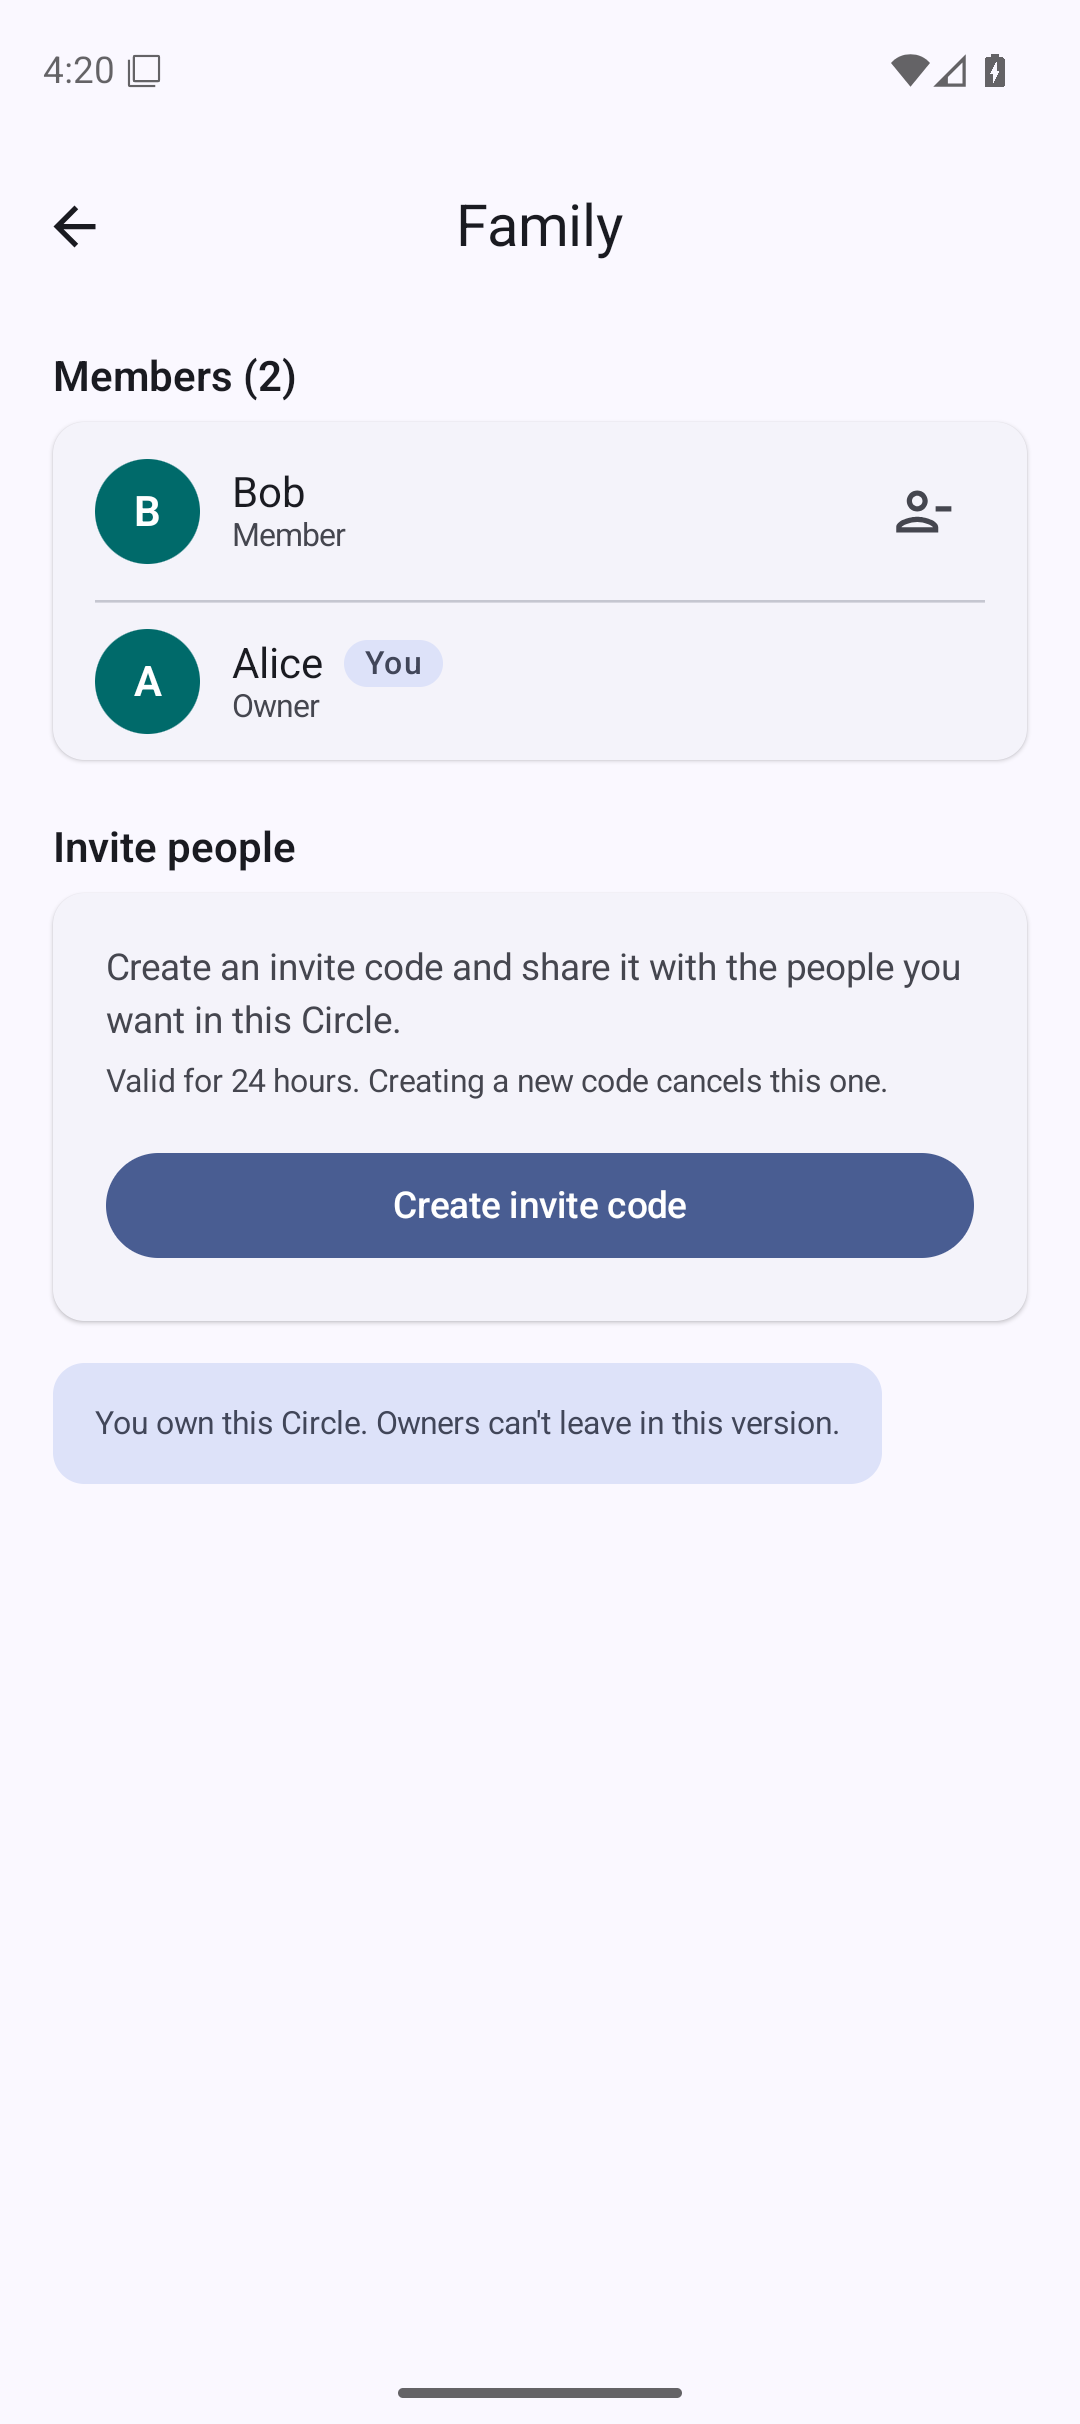 4:20
Family
Members (2)
B
Bob
Member
A
Alice You
Owner
Invite people
Create an invite code and share it with the people you
want in this Circle.
Valid for 24 hours. Creating a new code cancels this one.
Create invite code
You own this Circle. Owners can't leave in this version.